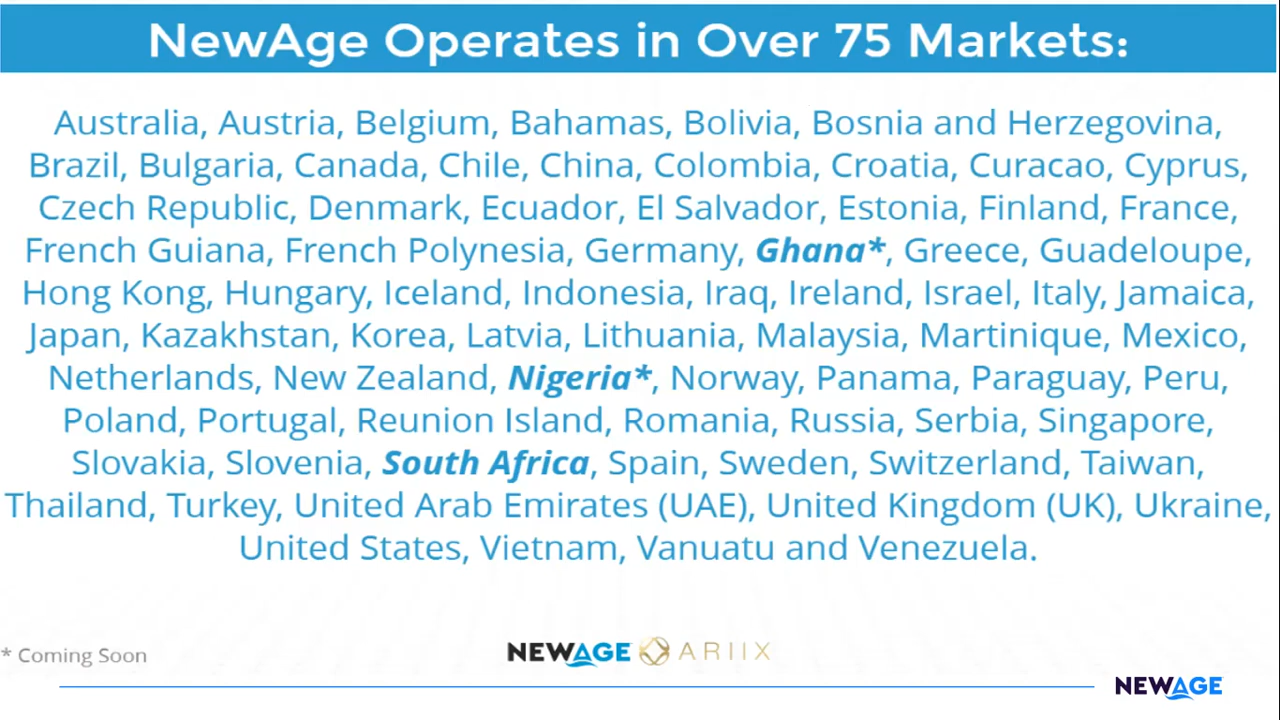 NewAge Operates in Over 75 Markets:
Australia, Austria, Belgium, Bahamas, Bolivia, Bosnia and Herzegovina,
Brazil, Bulgaria, Canada, Chile, China, Colombia, Croatia, Curacao, Cyprus,
Czech Republic, Denmark, Ecuador, El Salvador, Estonia, Finland, France,
French Guiana, French Polynesia, Germany, Ghana*, Greece, Guadeloupe,
Hong Kong, Hungary, Iceland, Indonesia, Iraq, Ireland, Israel, Italy, Jamaica,
Japan, Kazakhstan, Korea, Latvia, Lithuania, Malaysia, Martinique, Mexico,
Netherlands, New Zealand, Nigeria*, Norway, Panama, Paraguay, Peru,
Poland, Portugal, Reunion Island, Romania, Russia, Serbia, Singapore,
Slovakia, Slovenia, South Africa, Spain, Sweden, Switzerland, Taiwan,
Thailand, Turkey, United Arab Emirates (UAE), United Kingdom (UK), Ukraine,
United States, Vietnam, Vanuatu and Venezuela.
* Coming Soon
NEWAGE ARIIX
NEWAGE